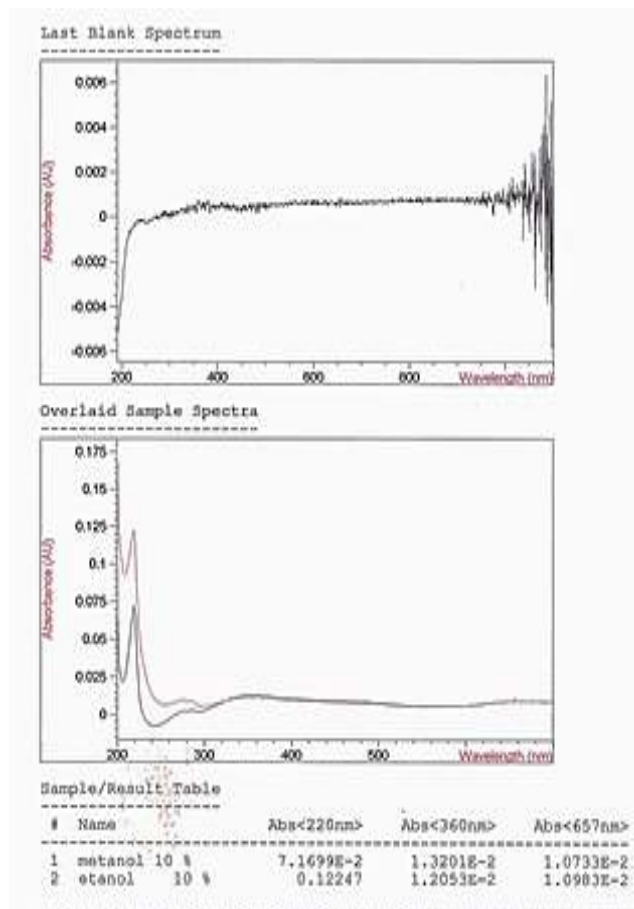 Last Blank Spectrum
0.006
0.004
0.002
0
-0.002
-0.004
-0.006
Absorbance (AU)
200 400 600 800 Wavelength (nm)
Overlaid Sample Spectra
0.175
0.15
0.125
0.1
0.075
0.05
0.025
0
Absorbance (AU)
200 300 400 500 Wavelength (nm)
Sample/Result Table
# Name Abs<220nm> Abs<360nm> Abs<657nm>
1 metanol 10 % 7.1699E-2 1.3201E-2 1.0733E-2
2 etanol 10 % 0.12247 1.2053E-2 1.0983E-2